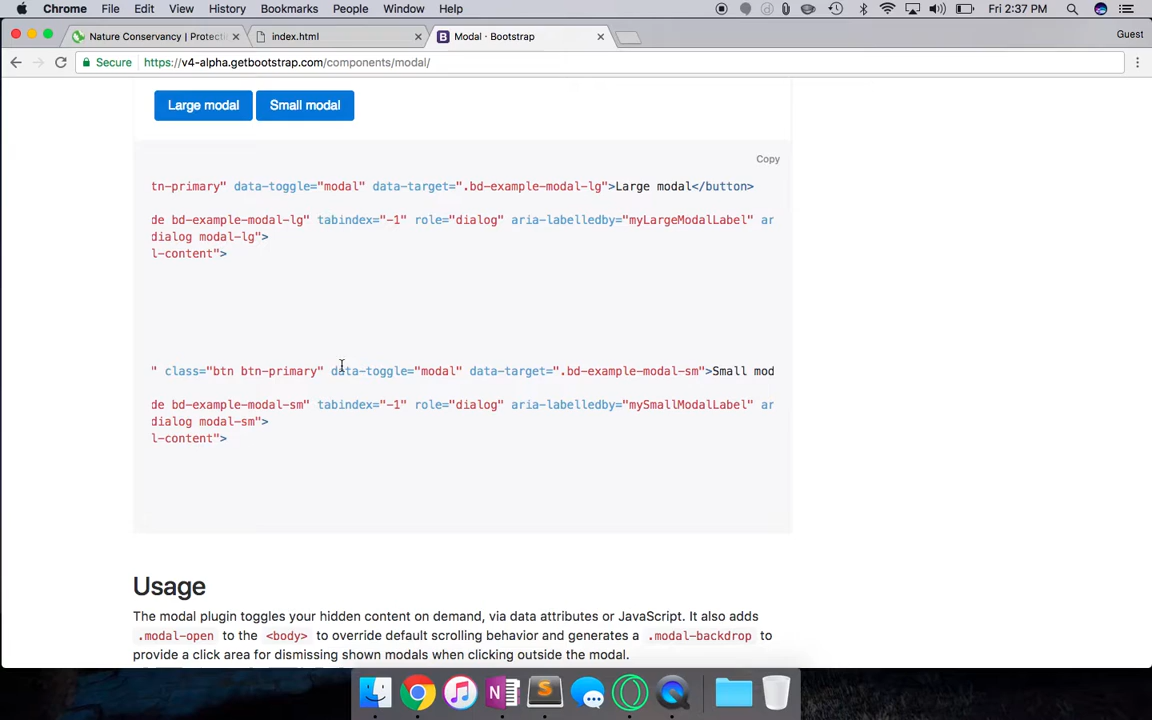 Chrome File Edit View History Bookmarks People Window Help Fri 2:37 PM
Nature Conservancy | Protecti index.html Modal · Bootstrap Guest
Secure https://v4-alpha.getbootstrap.com/components/modal/
Large modal Small modal
Copy
tn-primary" data-toggle="modal" data-target=".bd-example-modal-lg">Large modal</button>
de bd-example-modal-lg" tabindex="-1" role="dialog" aria-labelledby="myLargeModalLabel" ar
dialog modal-lg">
l-content">
" class="btn btn-primary" data-toggle="modal" data-target=".bd-example-modal-sm">Small mod
de bd-example-modal-sm" tabindex="-1" role="dialog" aria-labelledby="mySmallModalLabel" ar
dialog modal-sm">
l-content">
Usage
The modal plugin toggles your hidden content on demand, via data attributes or JavaScript. It also adds
.modal-open to the <body> to override default scrolling behavior and generates a .modal-backdrop to
provide a click area for dismissing shown modals when clicking outside the modal.